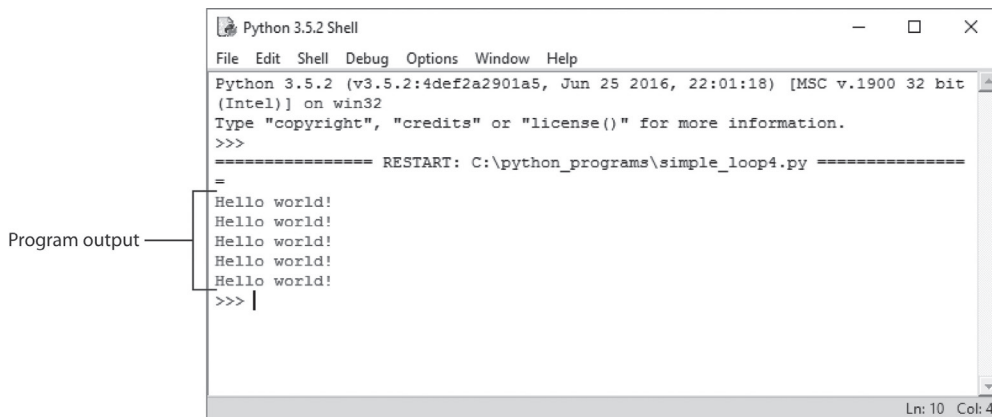 Python 3.5.2 Shell
File Edit Shell Debug Options Window Help
Python 3.5.2 (v3.5.2:4def2a2901a5, Jun 25 2016, 22:01:18) [MSC v.1900 32 bit
(Intel)] on win32
Type "copyright", "credits" or "license()" for more information.
>>>
================ RESTART: C:\python_programs\simple_loop4.py ===============
=
Hello world!
Hello world!
Program output
Hello world!
Hello world!
Hello world!
>>>
Ln: 10 Col: 4